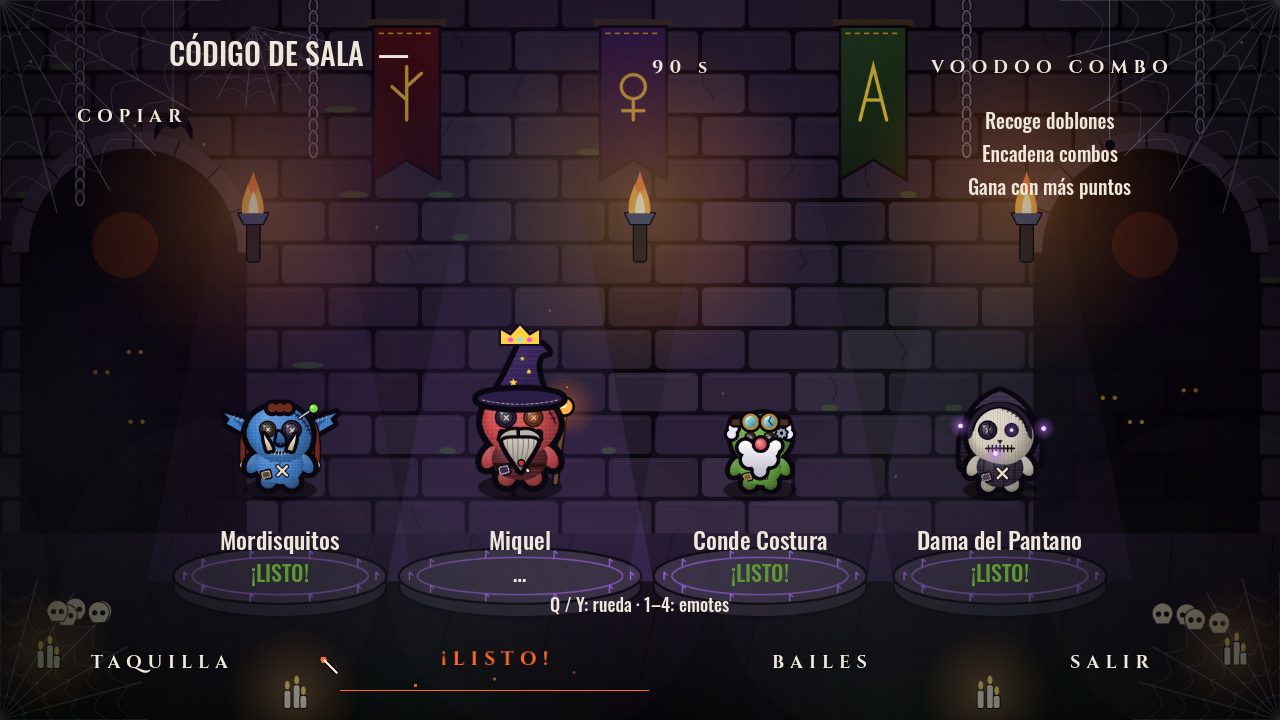 CÓDIGO DE SALA —
90 s
VOODOO COMBO
COPIAR
Recoge doblones
Encadena combos
Gana con más puntos
Mordisquitos
Miquel
Conde Costura
Dama del Pantano
¡LISTO!
...
¡LISTO!
¡LISTO!
Q / Y: rueda · 1–4: emotes
TAQUILLA
¡LISTO!
BAILES
SALIR